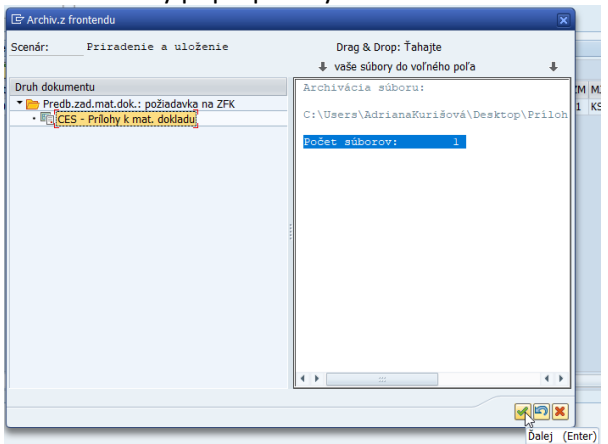 Archiv.z frontendu
Scenár: Priradenie a uloženie
Drag & Drop: Ťahajte
vaše súbory do voľného poľa
Druh dokumentu
Predb.zad.mat.dok.: požiadavka na ZFK
CES - Prílohy k mat. dokladu
Archivácia súboru:
C:\Users\AdrianaKurišová\Desktop\Príloh
Počet súborov: 1
M MJ
1 KS
Ďalej (Enter)